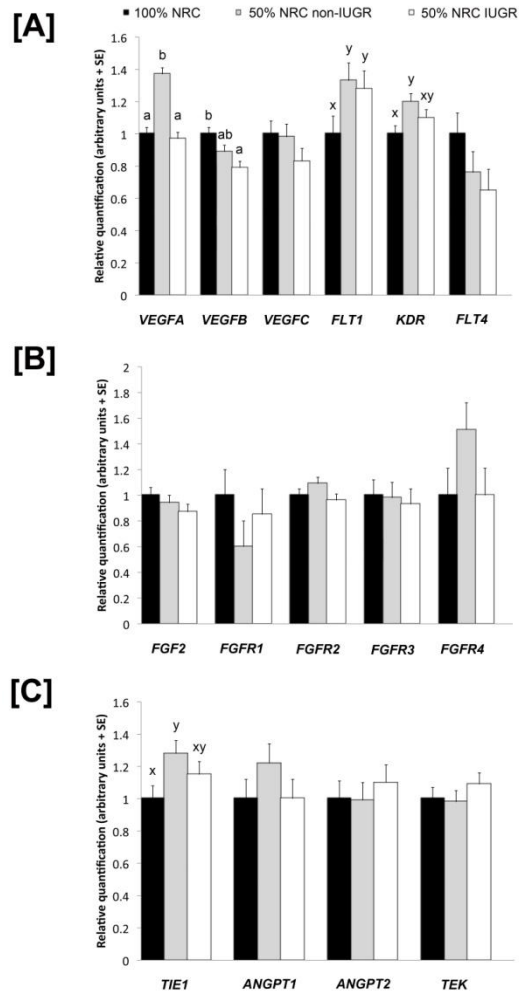 ■ 100% NRC ■ 50% NRC non-IUGR □ 50% NRC IUGR
[A]
Relative quantification (arbitrary units + SE)
1.6
1.4
1.2
1
0.8
0.6
0.4
0.2
0
a b a
b ab a
x y y
x y xy
VEGFA VEGFB VEGFC FLT1 KDR FLT4
[B]
Relative quantification (arbitrary units + SE)
2
1.8
1.6
1.4
1.2
1
0.8
0.6
0.4
0.2
0
FGF2 FGFR1 FGFR2 FGFR3 FGFR4
[C]
Relative quantification (arbitrary units + SE)
1.6
1.4
1.2
1
0.8
0.6
0.4
0.2
0
x y xy
TIE1 ANGPT1 ANGPT2 TEK